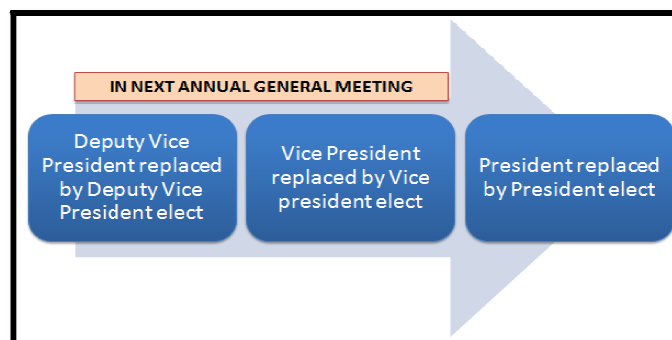 IN NEXT ANNUAL GENERAL MEETING
Deputy Vice
President replaced
by Deputy Vice
President elect
Vice President
replaced by Vice
president elect
President replaced
by President elect